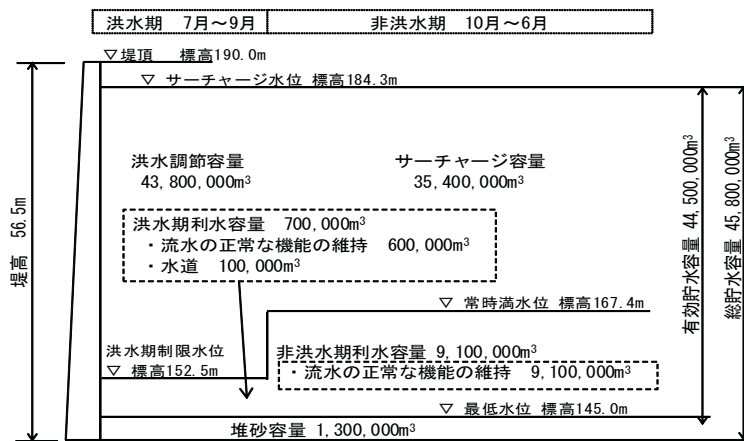 洪水期 7月～9月
非洪水期 10月～6月
▽堤頂 標高190.0m
▽ サーチャージ水位 標高184.3m
洪水調節容量
43,800,000m³
サーチャージ容量
35,400,000m³
洪水期利水容量 700,000m³
・流水の正常な機能の維持 600,000m³
・水道 100,000m³
▽ 常時満水位 標高167.4m
洪水期制限水位
▽ 標高152.5m
非洪水期利水容量 9,100,000m³
・流水の正常な機能の維持 9,100,000m³
▽ 最低水位 標高145.0m
堆砂容量 1,300,000m³
堤高 56.5m
有効貯水容量 44,500,000m³
総貯水容量 45,800,000m³